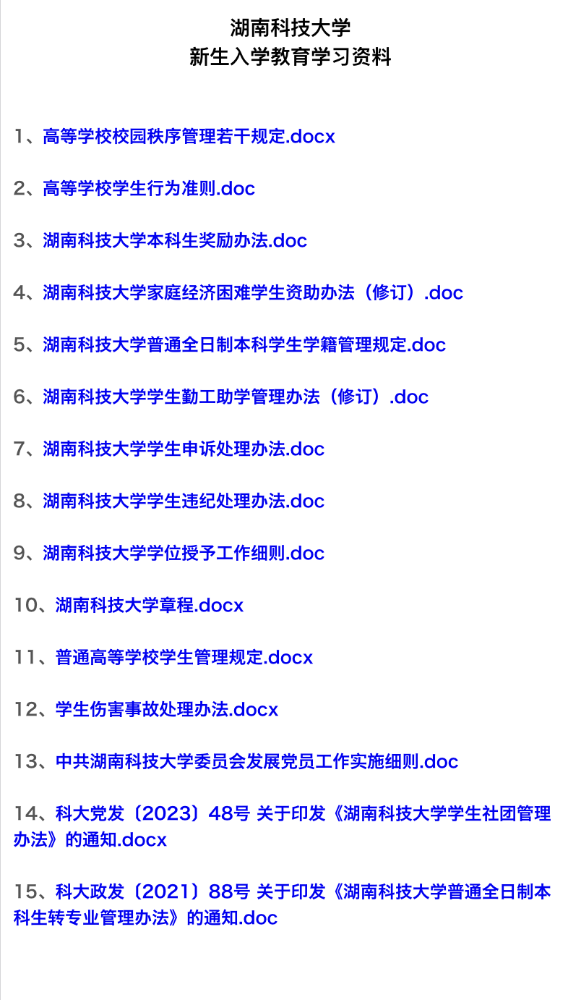 湖南科技大学
新生入学教育学习资料
1、高等学校校园秩序管理若干规定.docx
2、高等学校学生行为准则.doc
3、湖南科技大学本科生奖励办法.doc
4、湖南科技大学家庭经济困难学生资助办法（修订）.doc
5、湖南科技大学普通全日制本科学生学籍管理规定.doc
6、湖南科技大学学生勤工助学管理办法（修订）.doc
7、湖南科技大学学生申诉处理办法.doc
8、湖南科技大学学生违纪处理办法.doc
9、湖南科技大学学位授予工作细则.doc
10、湖南科技大学章程.docx
11、普通高等学校学生管理规定.docx
12、学生伤害事故处理办法.docx
13、中共湖南科技大学委员会发展党员工作实施细则.doc
14、科大党发〔2023〕48号 关于印发《湖南科技大学学生社团管理
办法》的通知.docx
15、科大政发〔2021〕88号 关于印发《湖南科技大学普通全日制本
科生转专业管理办法》的通知.doc